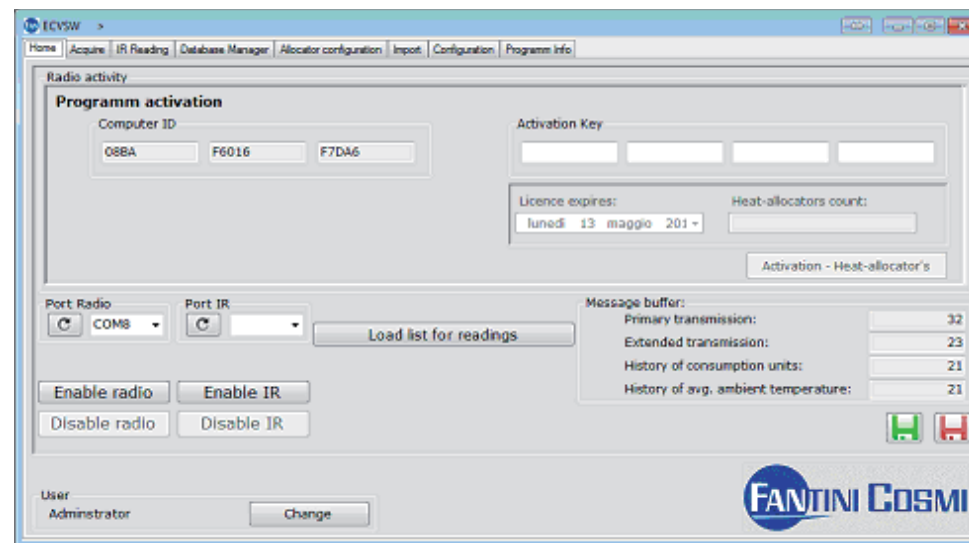 ECVSW >
Home Acquire IR Reading Database Manager Allocator configuration Import Configuration Programm Info
Radio activity
Programm activation
Computer ID
08BA F6016 F7DA6
Activation Key
Licence expires: Heat-allocators count:
lunedì 13 maggio 201
Activation - Heat-allocator's
Port Radio Port IR
COM8
Load list for readings
Message buffer:
Primary transmission: 32
Extended transmission: 23
History of consumption units: 21
History of avg. ambient temperature: 21
Enable radio Enable IR
Disable radio Disable IR
User
Adminstrator Change
FANTINI COSMI